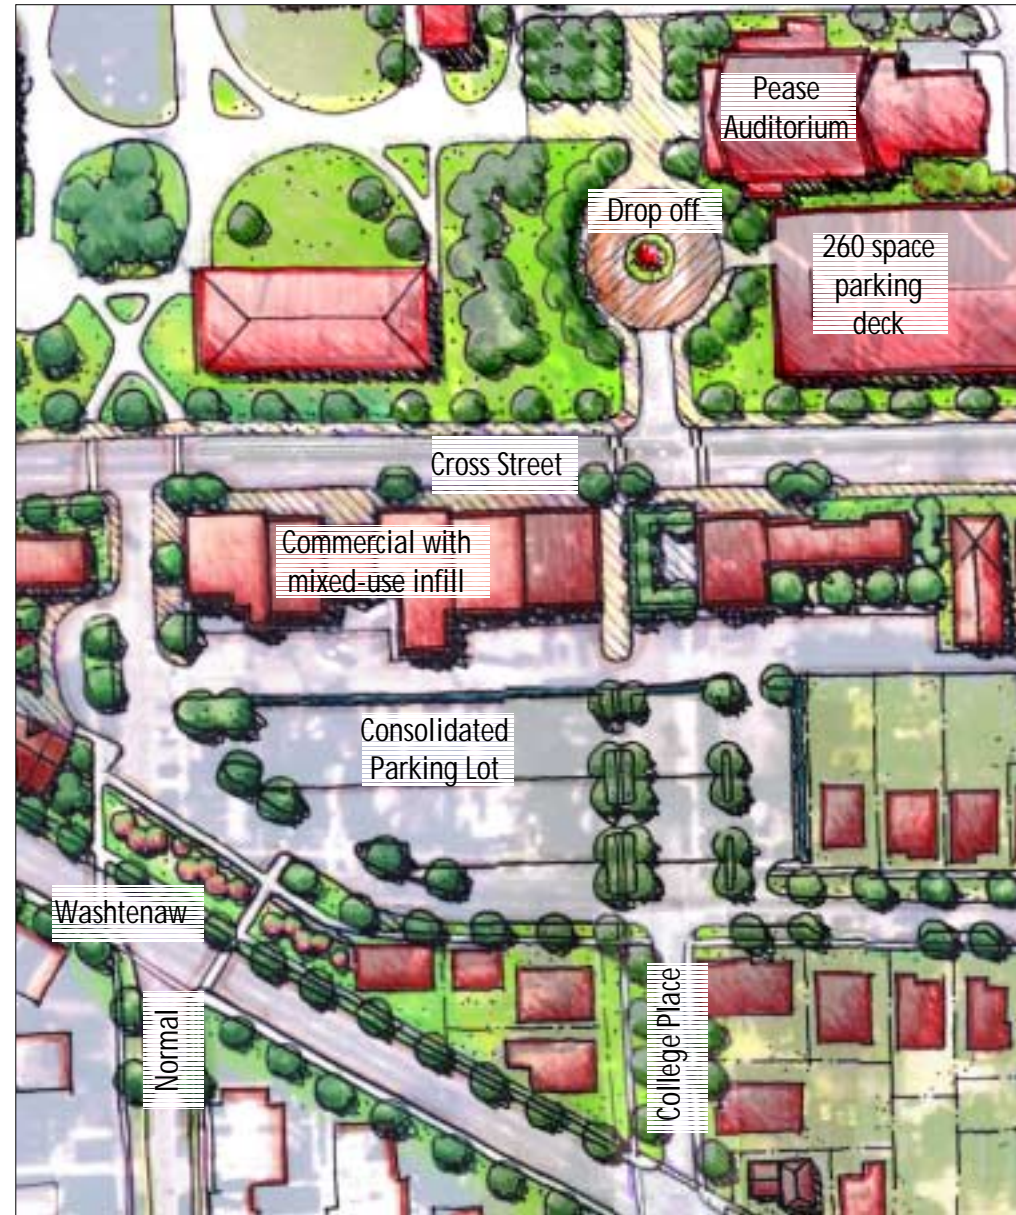 Pease
Auditorium
Drop off
260 space
parking
deck
Cross Street
Commercial with
mixed-use infill
Consolidated
Parking Lot
Washtenaw
Normal
College Place